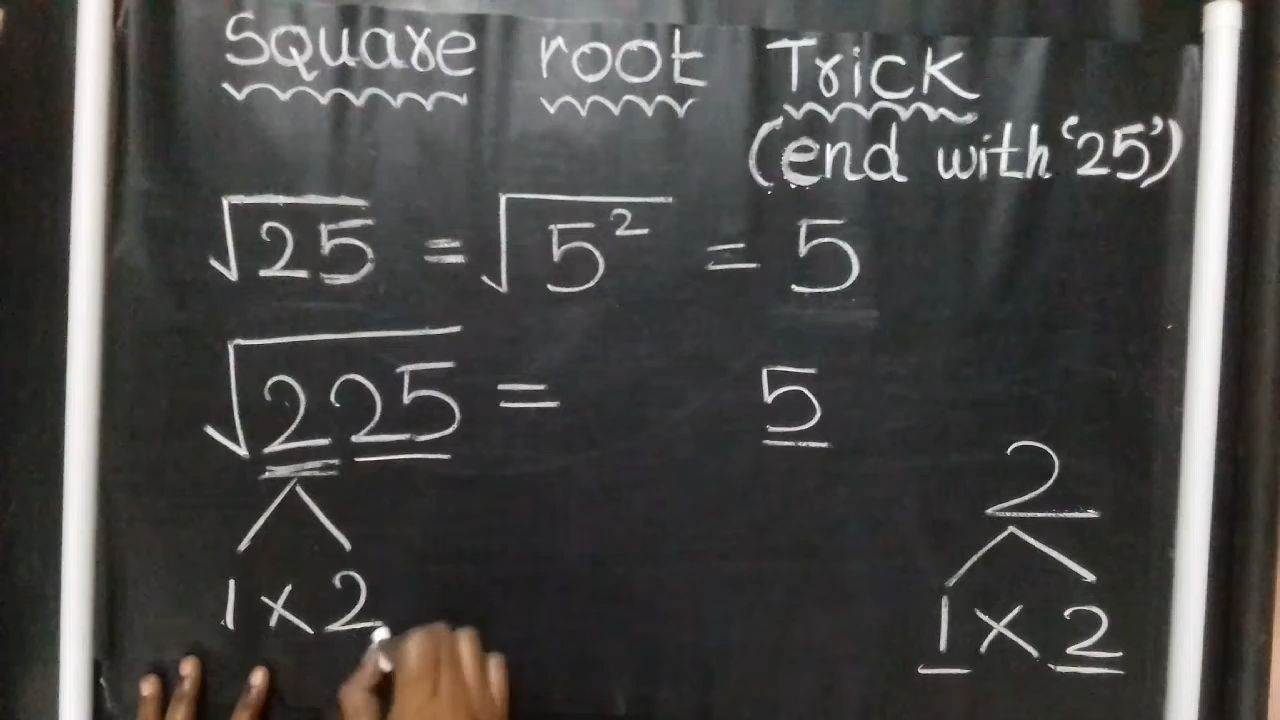 Square root Trick
(end with '25')
√25 = √5² = 5
√225 = 5
2
1 × 2
1 × 2